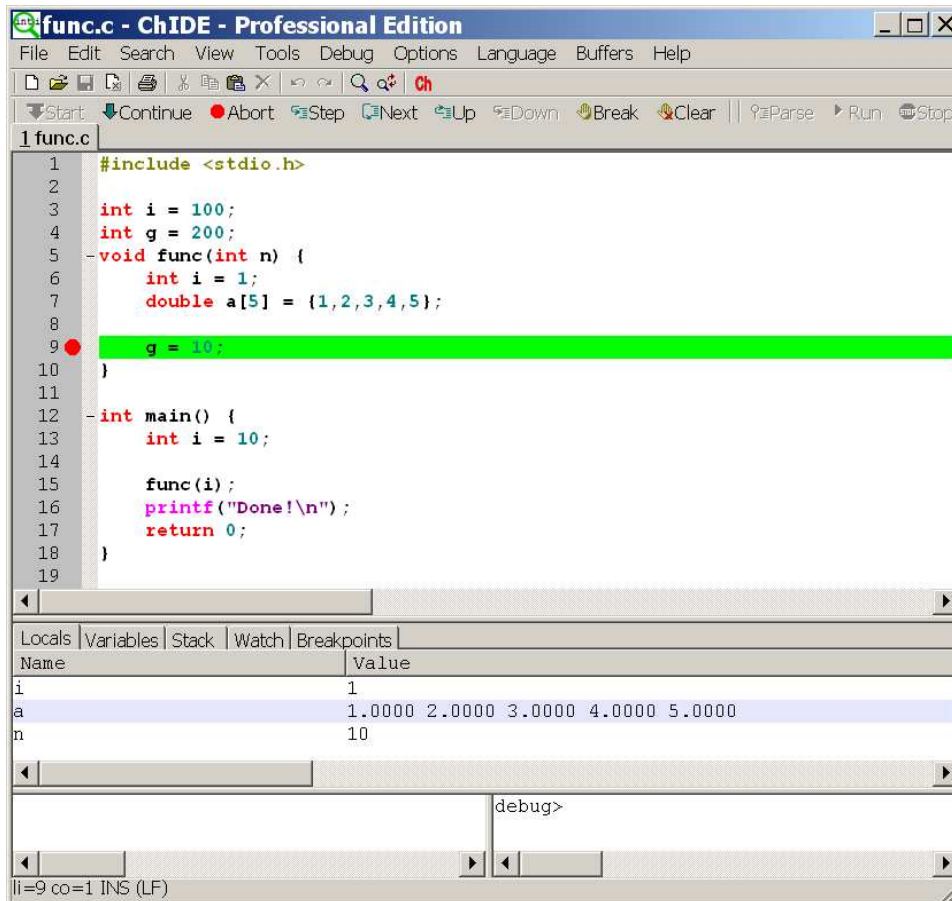 func.c - ChIDE - Professional Edition
File Edit Search View Tools Debug Options Language Buffers Help
Ch
Start Continue Abort Step Next Up Down Break Clear Parse Run Stop
1 func.c
1 #include <stdio.h>
2
3 int i = 100;
4 int g = 200;
5 void func(int n) {
6 int i = 1;
7 double a[5] = {1,2,3,4,5};
8
9 g = 10;
10 }
11
12 int main() {
13 int i = 10;
14
15 func(i);
16 printf("Done!\n");
17 return 0;
18 }
19
Locals Variables Stack Watch Breakpoints
Name Value
i 1
a 1.0000 2.0000 3.0000 4.0000 5.0000
n 10
debug>
li=9 co=1 INS (LF)